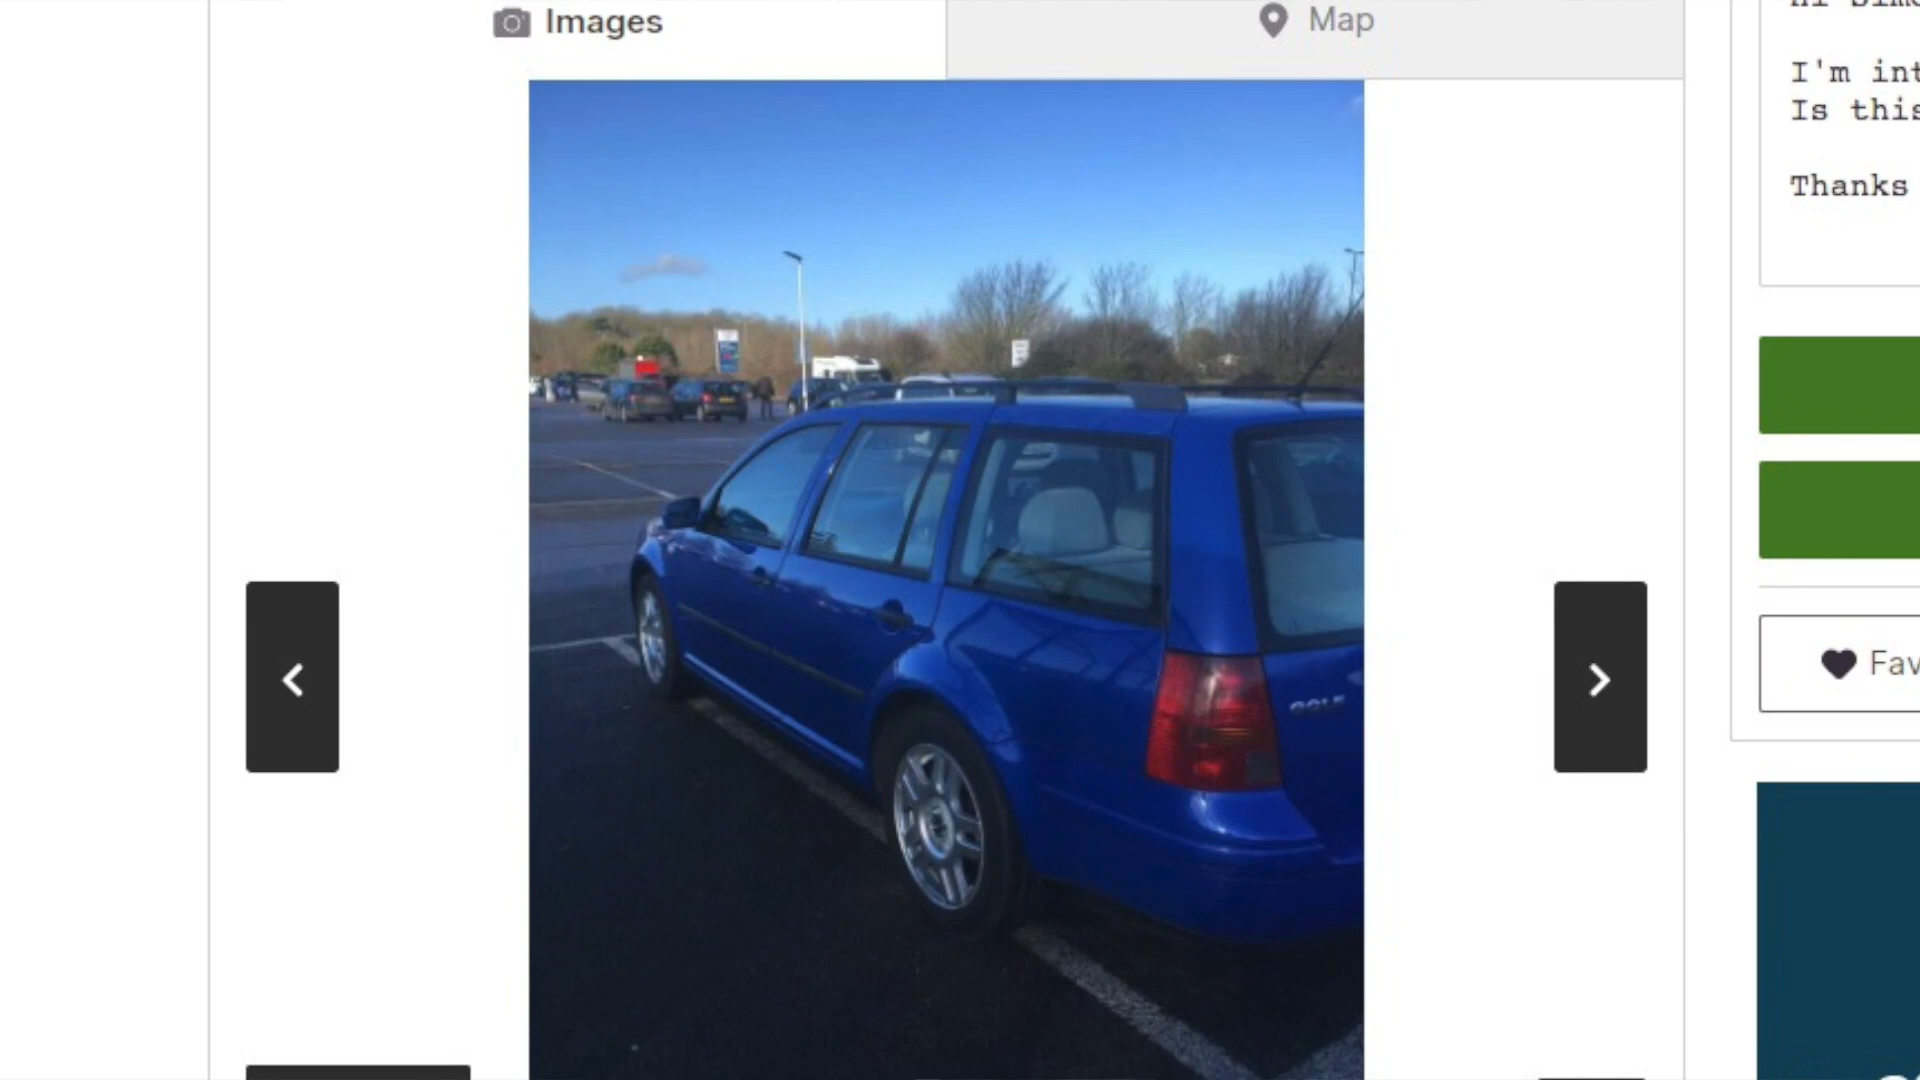 Images
Map
I'm int
Is this
Thanks
GOLF
Fav